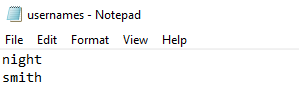 usernames - Notepad
File Edit Format View Help
night
smith